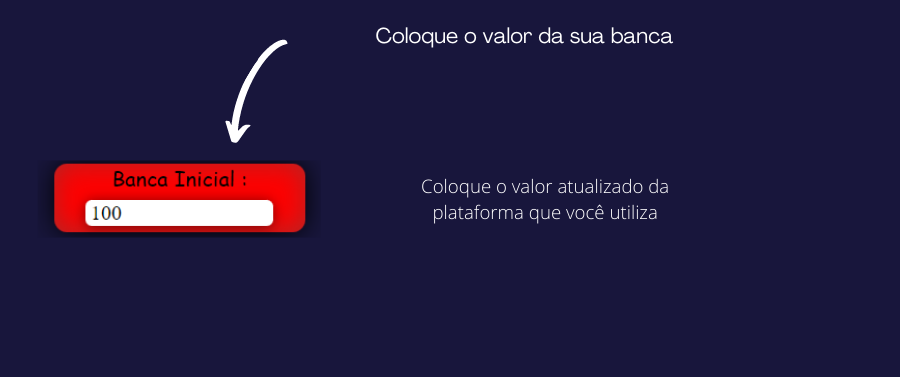 Coloque o valor da sua banca
Banca Inicial :
100
Coloque o valor atualizado da
plataforma que você utiliza